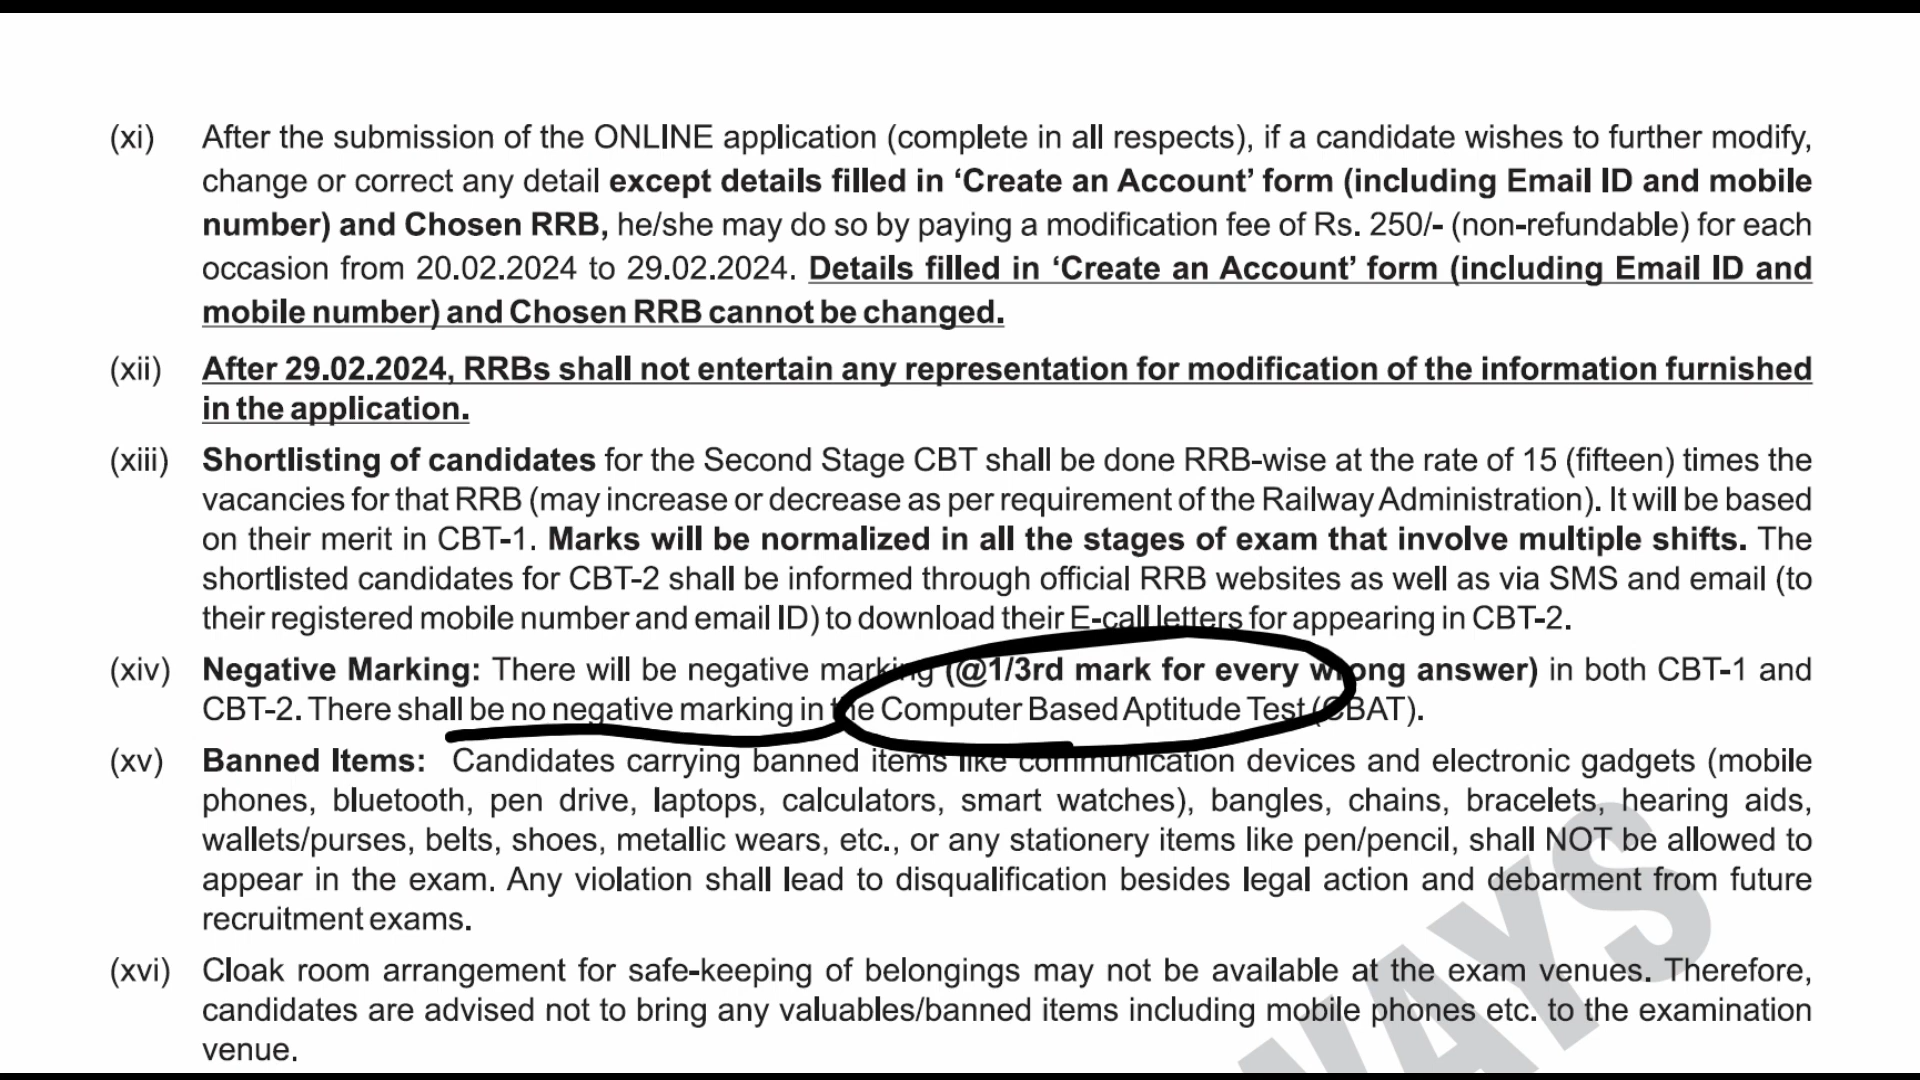 (xi) After the submission of the ONLINE application (complete in all respects), if a candidate wishes to further modify,
change or correct any detail except details filled in ‘Create an Account’ form (including Email ID and mobile
number) and Chosen RRB, he/she may do so by paying a modification fee of Rs. 250/- (non-refundable) for each
occasion from 20.02.2024 to 29.02.2024. Details filled in ‘Create an Account’ form (including Email ID and
mobile number) and Chosen RRB cannot be changed.
(xii) After 29.02.2024, RRBs shall not entertain any representation for modification of the information furnished
in the application.
(xiii) Shortlisting of candidates for the Second Stage CBT shall be done RRB-wise at the rate of 15 (fifteen) times the
vacancies for that RRB (may increase or decrease as per requirement of the Railway Administration). It will be based
on their merit in CBT-1. Marks will be normalized in all the stages of exam that involve multiple shifts. The
shortlisted candidates for CBT-2 shall be informed through official RRB websites as well as via SMS and email (to
their registered mobile number and email ID) to download their E-call letters for appearing in CBT-2.
(xiv) Negative Marking: There will be negative marking (@1/3rd mark for every wrong answer) in both CBT-1 and
CBT-2. There shall be no negative marking in the Computer Based Aptitude Test (CBAT).
(xv) Banned Items: Candidates carrying banned items like communication devices and electronic gadgets (mobile
phones, bluetooth, pen drive, laptops, calculators, smart watches), bangles, chains, bracelets, hearing aids,
wallets/purses, belts, shoes, metallic wears, etc., or any stationery items like pen/pencil, shall NOT be allowed to
appear in the exam. Any violation shall lead to disqualification besides legal action and debarment from future
recruitment exams.
(xvi) Cloak room arrangement for safe-keeping of belongings may not be available at the exam venues. Therefore,
candidates are advised not to bring any valuables/banned items including mobile phones etc. to the examination
venue.
WAYS